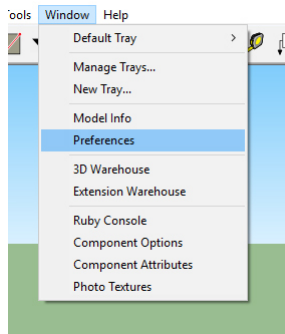 Tools Window Help
Default Tray
Manage Trays...
New Tray...
Model Info
Preferences
3D Warehouse
Extension Warehouse
Ruby Console
Component Options
Component Attributes
Photo Textures